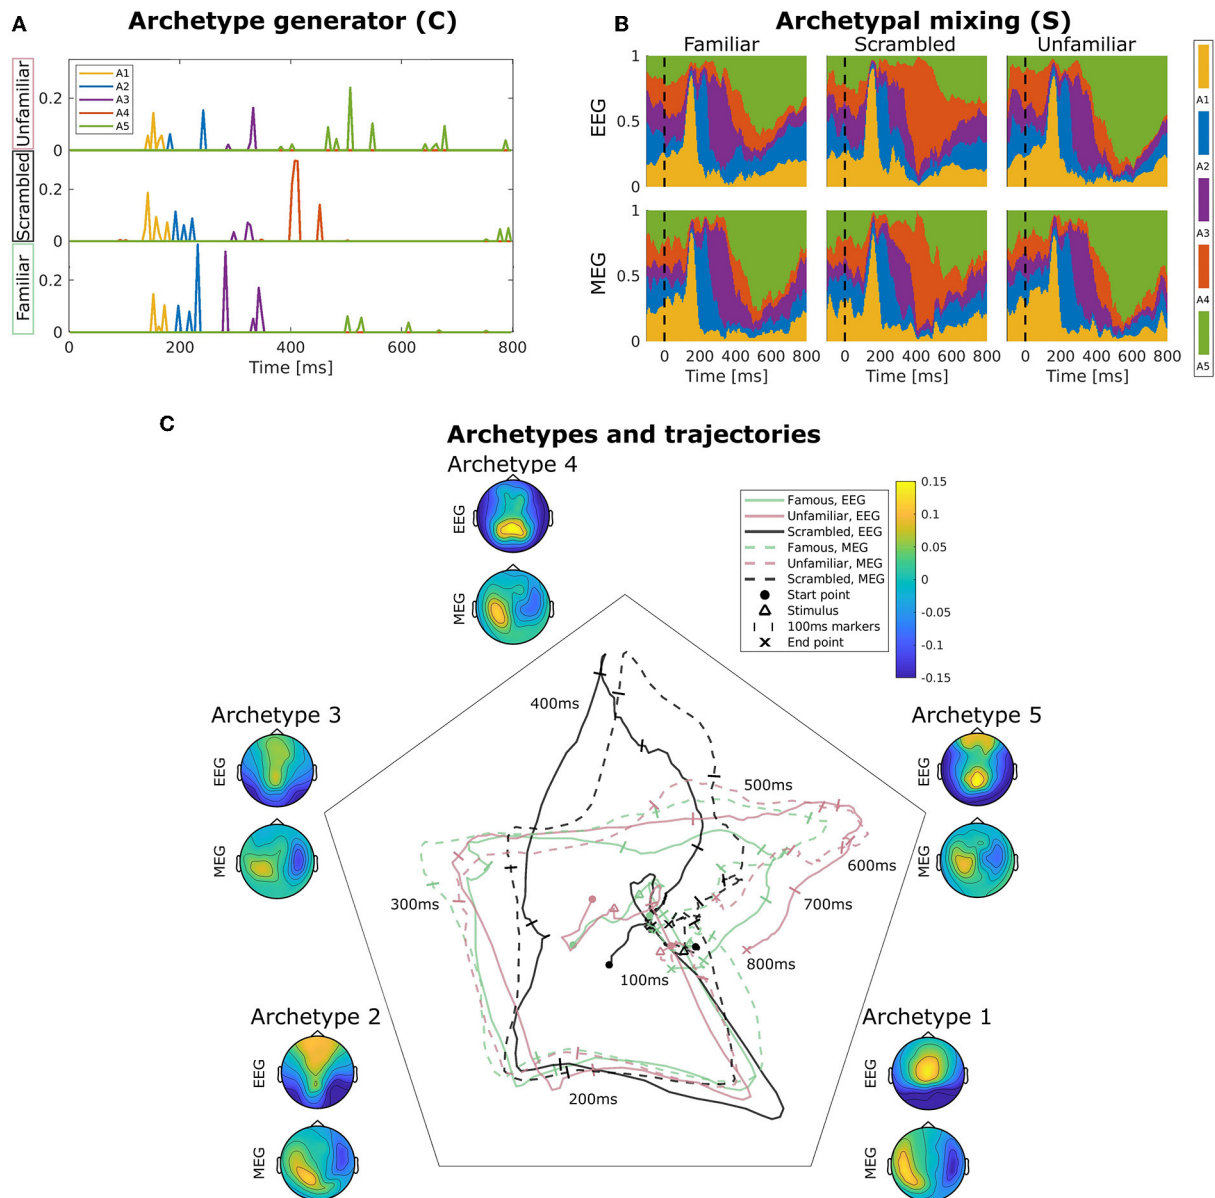 A
Archetype generator (C)
Unfamiliar
Scrambled
Familiar
A1
A2
A3
A4
A5
0.2
0
0.2
0
0.2
0
0
200
400
600
800
Time [ms]
B
Archetypal mixing (S)
Familiar
Scrambled
Unfamiliar
EEG
1
0.5
0
MEG
1
0.5
0
0 200 400 600 800
0 200 400 600 800
0 200 400 600 800
Time [ms]
Time [ms]
Time [ms]
A1
A2
A3
A4
A5
C
Archetypes and trajectories
Archetype 4
EEG
MEG
Famous, EEG
Unfamiliar, EEG
Scrambled, EEG
Famous, MEG
Unfamiliar, MEG
Scrambled, MEG
Start point
Stimulus
100ms markers
End point
0.15
0.1
0.05
0
-0.05
-0.1
-0.15
Archetype 3
EEG
MEG
Archetype 5
EEG
MEG
400ms
500ms
600ms
300ms
700ms
800ms
100ms
200ms
Archetype 2
EEG
MEG
Archetype 1
EEG
MEG